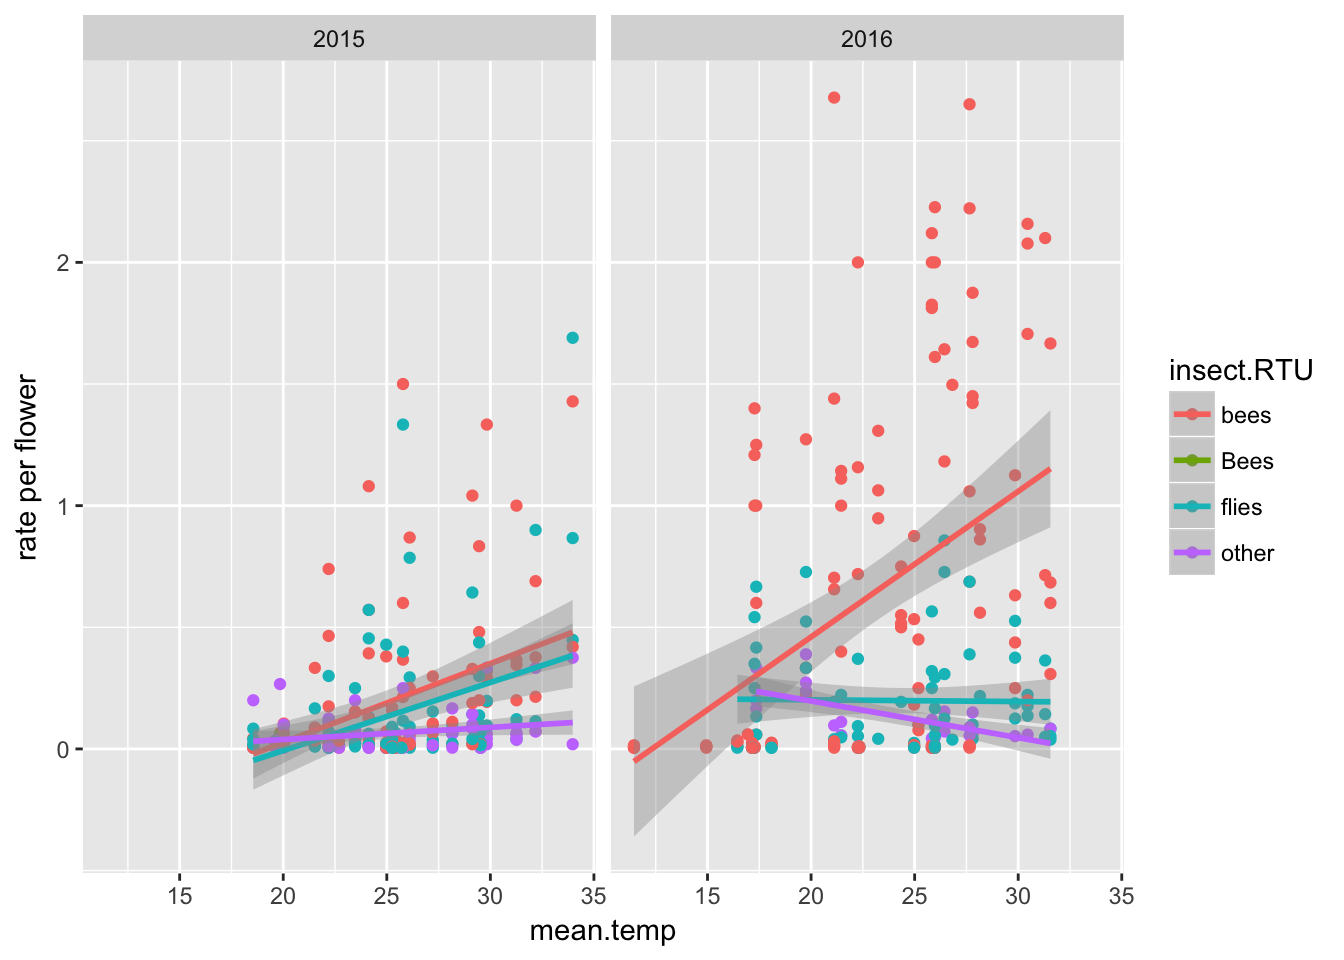 2015
2016
rate per flower
2
1
0
15 20 25 30 35
15 20 25 30 35
mean.temp
insect.RTU
bees
Bees
flies
other